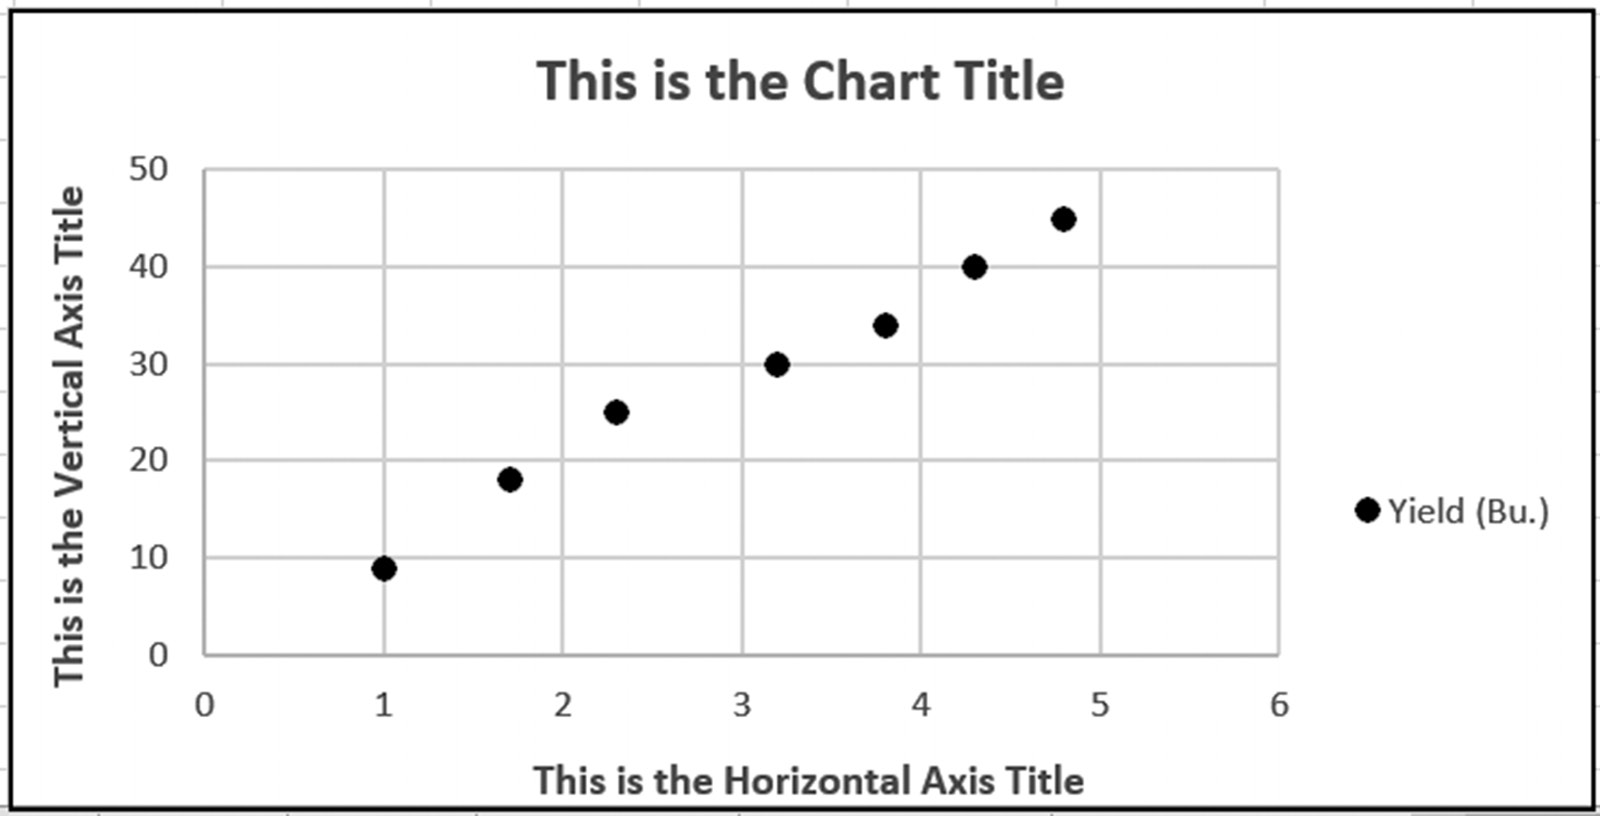 This is the Chart Title
This is the Vertical Axis Title
50
40
30
20
10
0
0 1 2 3 4 5 6
This is the Horizontal Axis Title
Yield (Bu.)